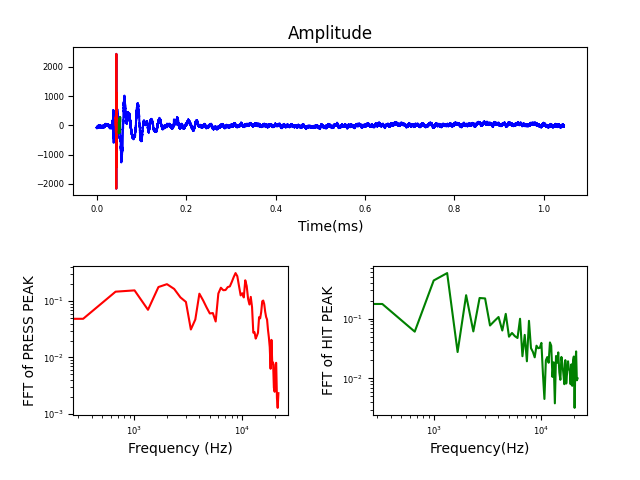 Amplitude
2000
1000
0
−1000
−2000
0.0 0.2 0.4 0.6 0.8 1.0
Time(ms)
FFT of PRESS PEAK
10⁻¹
10⁻²
10⁻³
10³ 10⁴
Frequency (Hz)
FFT of HIT PEAK
10⁻¹
10⁻²
10³ 10⁴
Frequency(Hz)